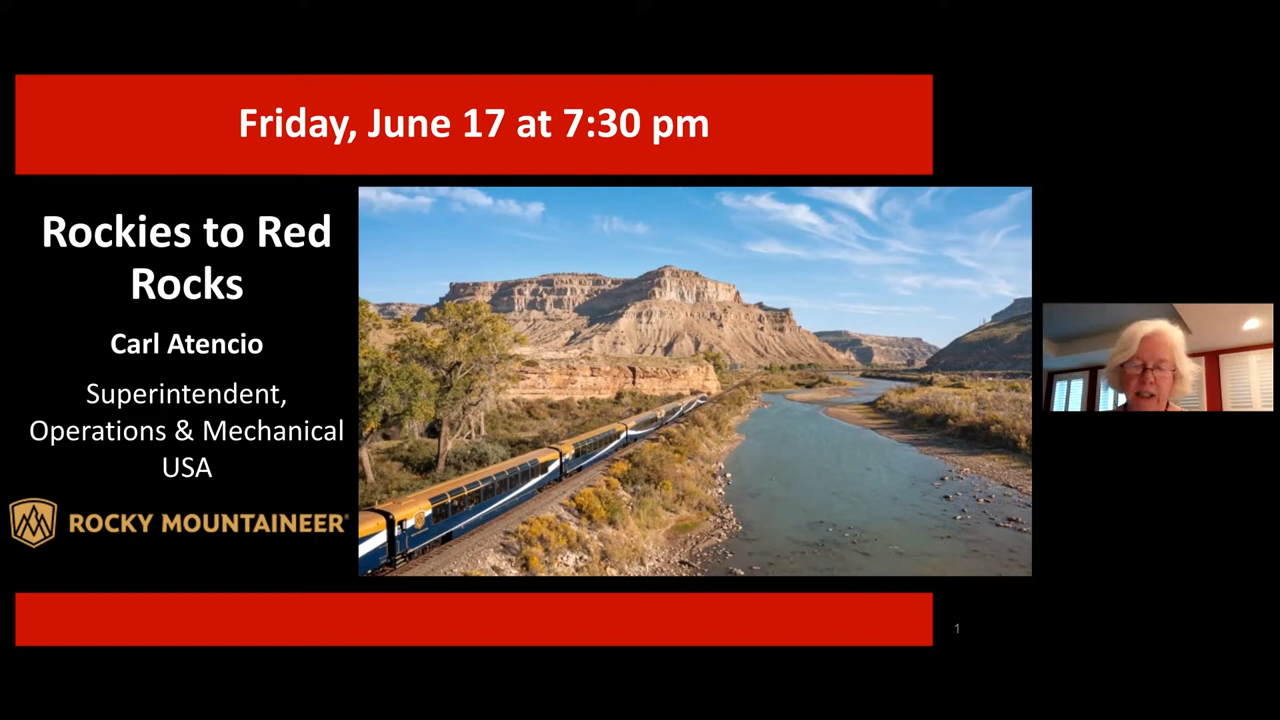 Friday, June 17 at 7:30 pm
Rockies to Red
Rocks
Carl Atencio
Superintendent,
Operations & Mechanical
USA
ROCKY MOUNTAINEER
1